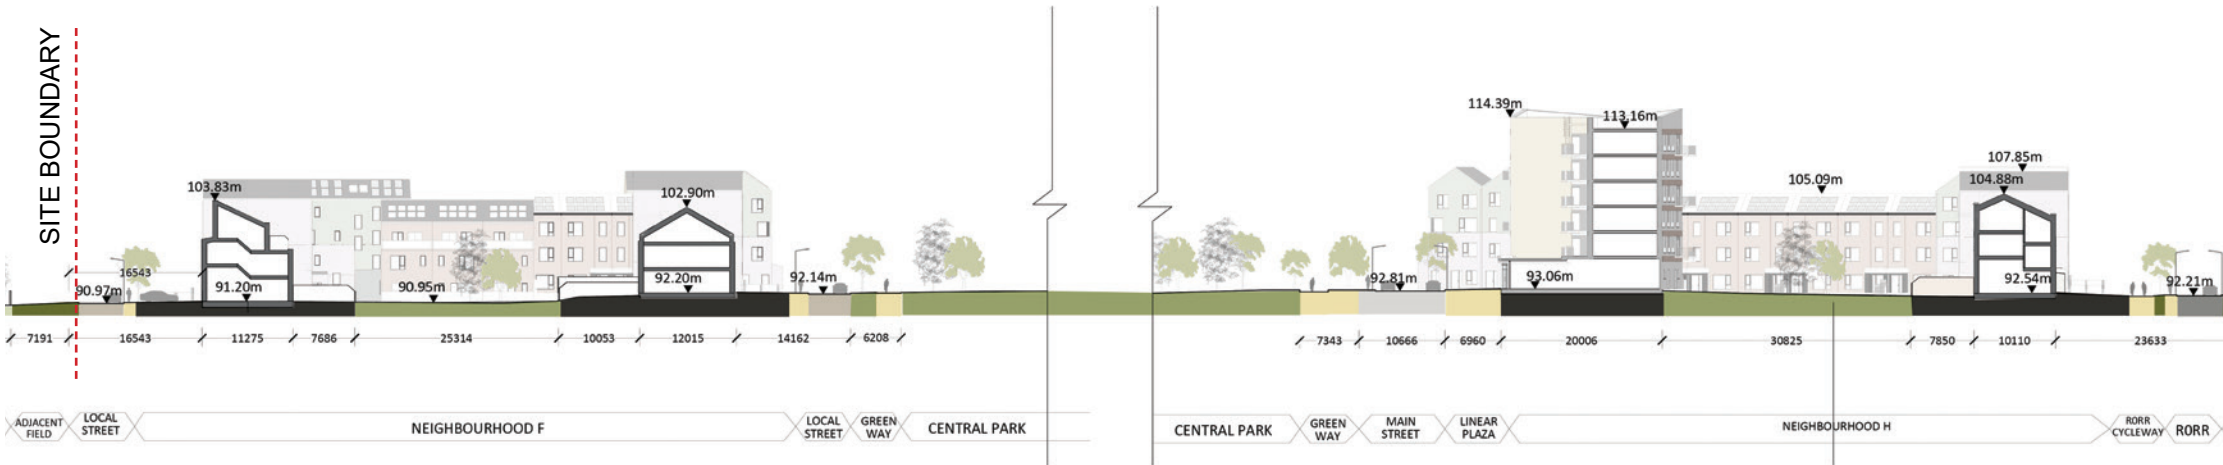 SITE BOUNDARY
114.39m
113.16m
107.85m
105.09m
104.88m
103.83m
102.90m
16543
90.97m
91.20m
90.95m
92.20m
92.14m
92.81m
93.06m
92.54m
92.21m
7191
16543
11275
7686
25314
10053
12015
14162
6208
7343
10666
6960
20006
30825
7850
10110
23633
ADJACENT
FIELD
LOCAL
STREET
NEIGHBOURHOOD F
LOCAL
STREET
GREEN
WAY
CENTRAL PARK
CENTRAL PARK
GREEN
WAY
MAIN
STREET
LINEAR
PLAZA
NEIGHBOURHOOD H
RORR
CYCLEWAY
RORR